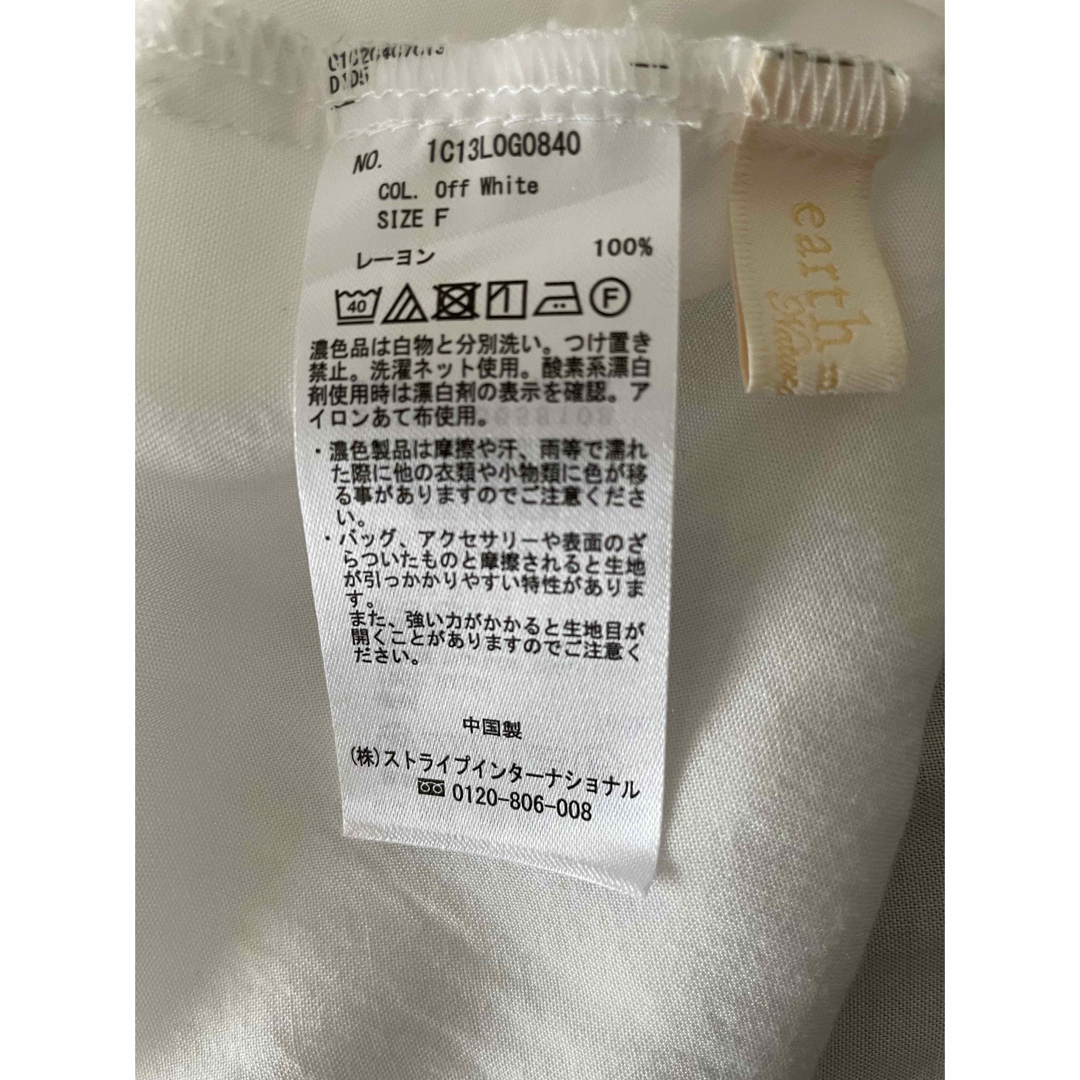 D1D5
NO. 1C13L0G0840
COL. Off White
SIZE F
レーヨン 100%
40
F
濃色品は白物と分別洗い。つけ置き
禁止。洗濯ネット使用。酸素系漂白
剤使用時は漂白剤の表示を確認。ア
イロンあて布使用。
・濃色製品は摩擦や汗、雨等で濡れ
た際に他の衣類や小物類に色が移
る事がありますのでご注意くださ
い。
・バッグ、アクセサリーや表面のざ
らついたものと摩擦されると生地
が引っかかりやすい特性がありま
す。
また、強い力がかかると生地目が
開くことがありますのでご注意く
ださい。
中国製
(株)ストライプインターナショナル
0120-806-008
earth